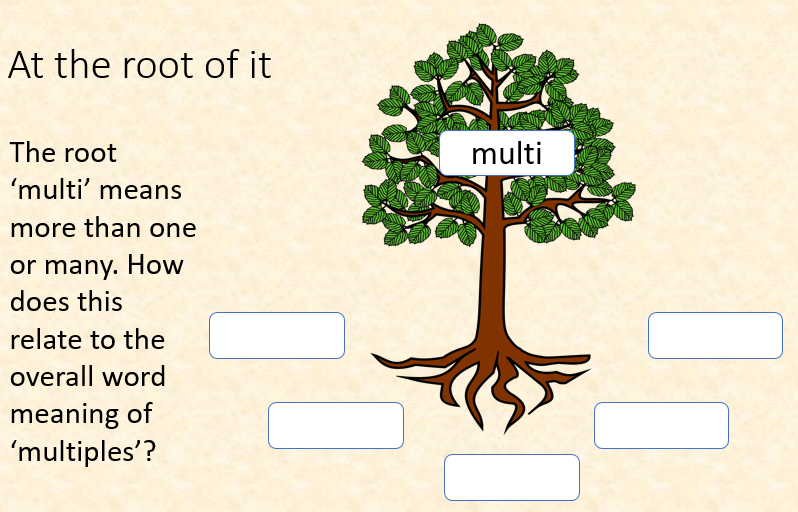 At the root of it
multi
The root
‘multi’ means
more than one
or many. How
does this
relate to the
overall word
meaning of
‘multiples’?